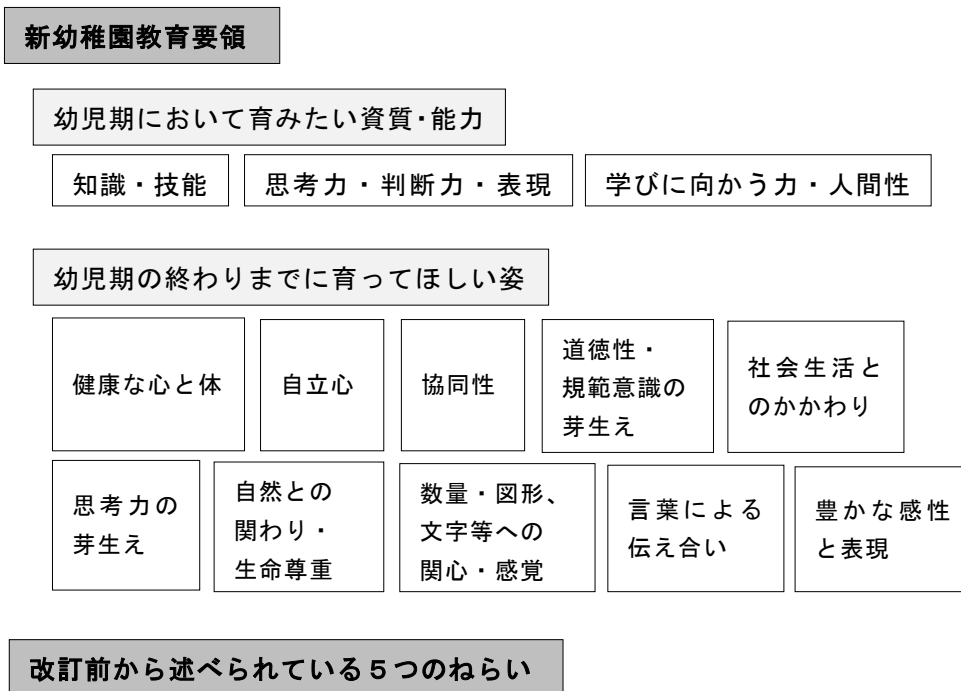 新幼稚園教育要領
幼児期において育みたい資質・能力
知識・技能
思考力・判断力・表現
学びに向かう力・人間性
幼児期の終わりまでに育ってほしい姿
健康な心と体
自立心
協同性
道徳性・
規範意識の
芽生え
社会生活と
のかかわり
思考力の
芽生え
自然との
関わり・
生命尊重
数量・図形、
文字等への
関心・感覚
言葉による
伝え合い
豊かな感性
と表現
改訂前から述べられている５つのねらい